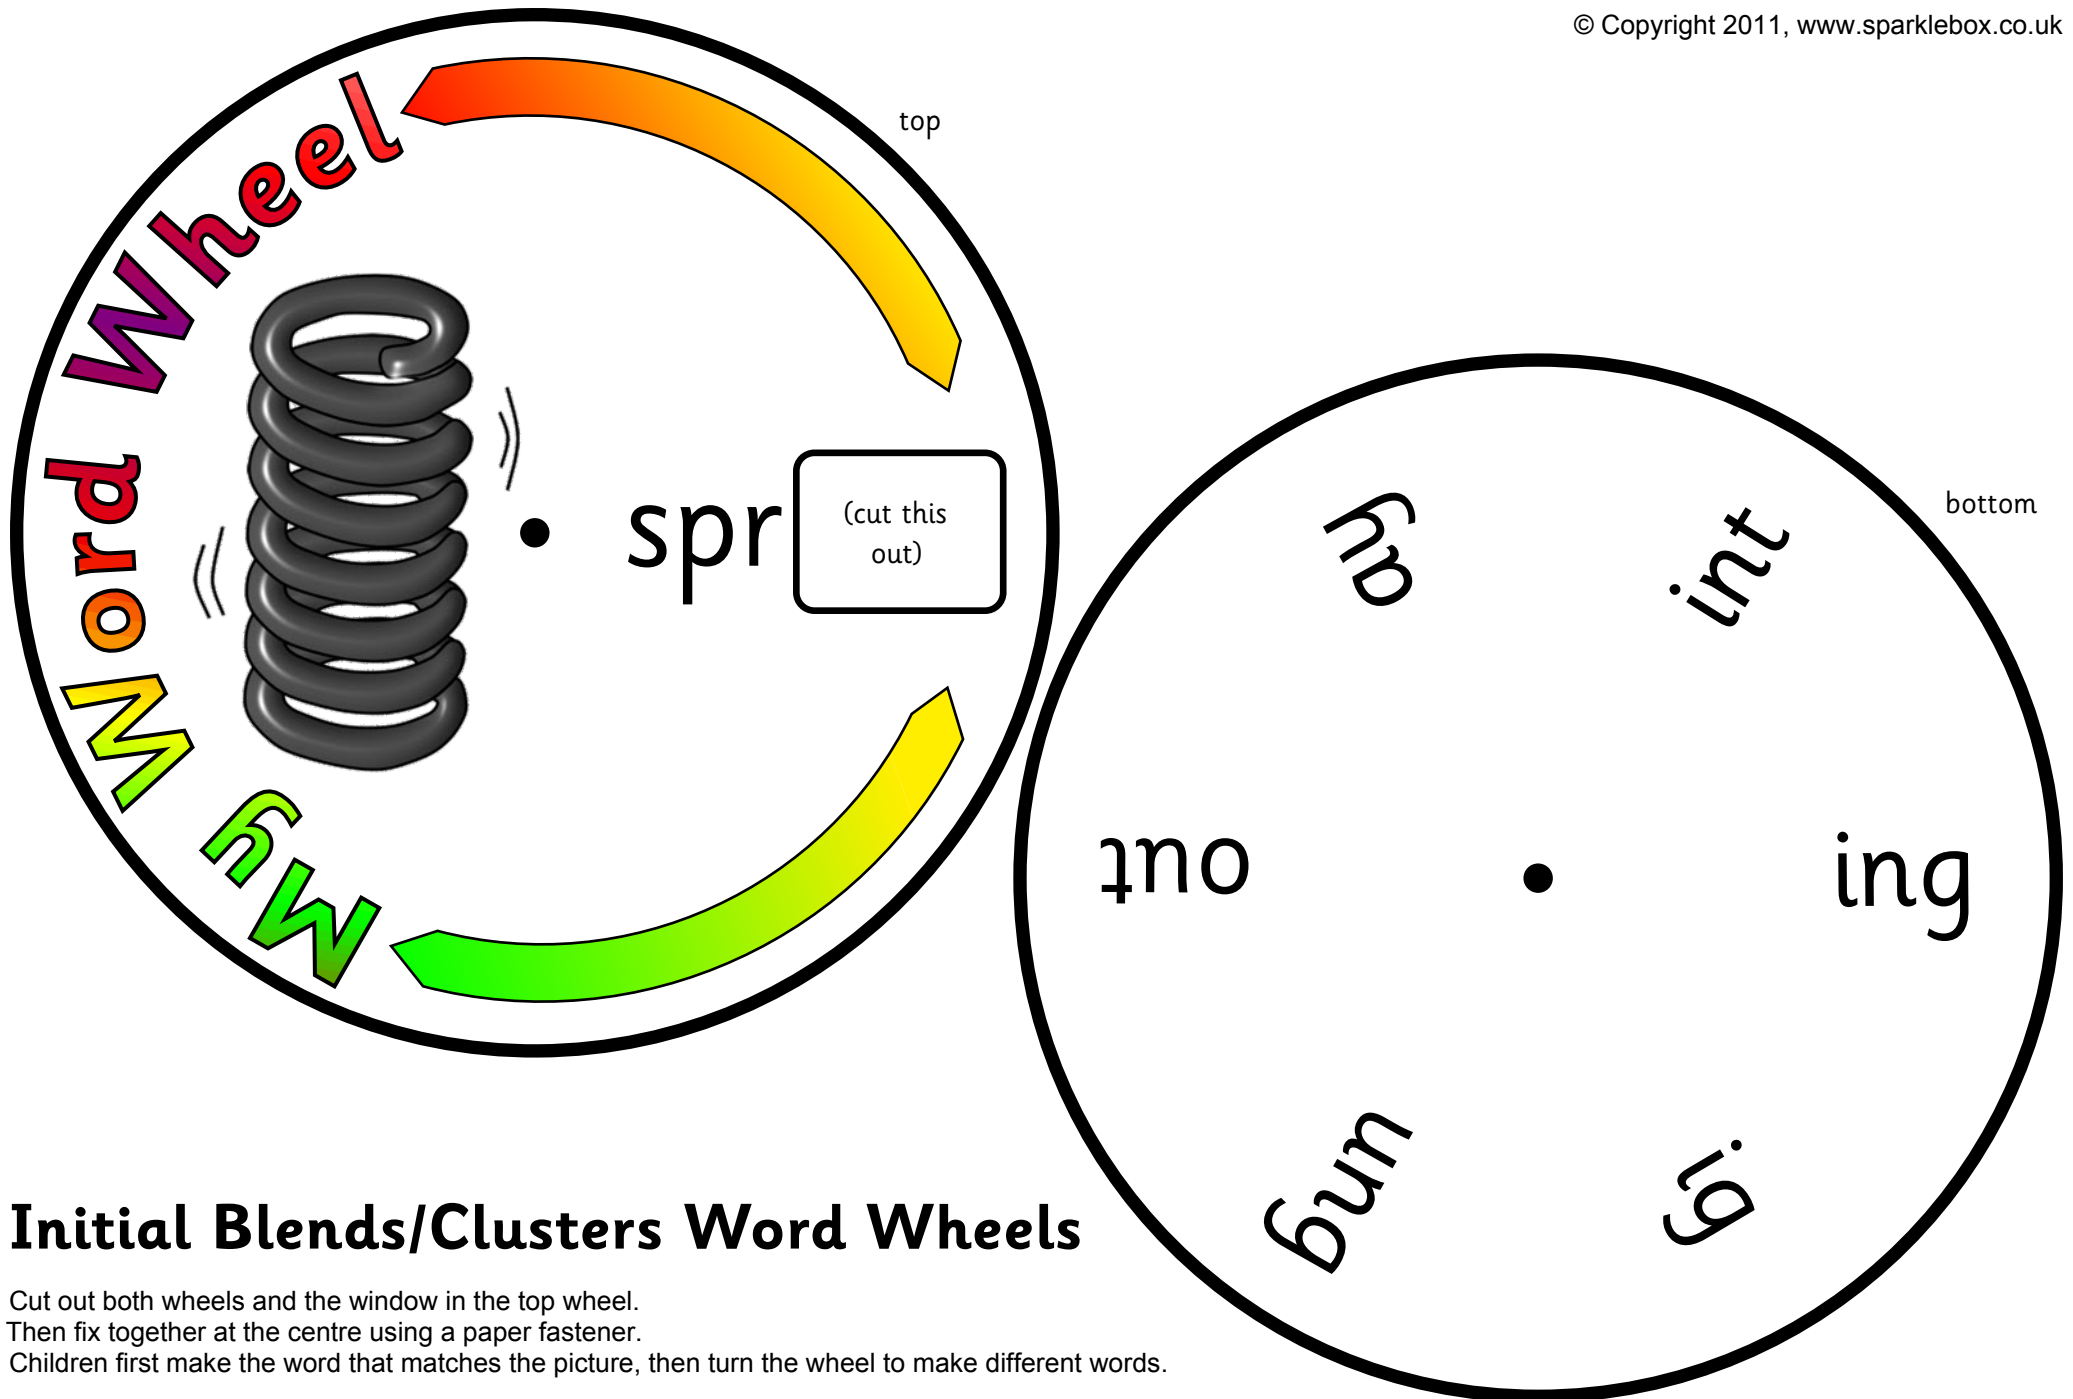 © Copyright 2011, www.sparklebox.co.uk
top
My Word Wheel
spr
(cut this
out)
bottom
ay
int
out
ing
ung
ig
Initial Blends/Clusters Word Wheels
Cut out both wheels and the window in the top wheel.
Then fix together at the centre using a paper fastener.
Children first make the word that matches the picture, then turn the wheel to make different words.